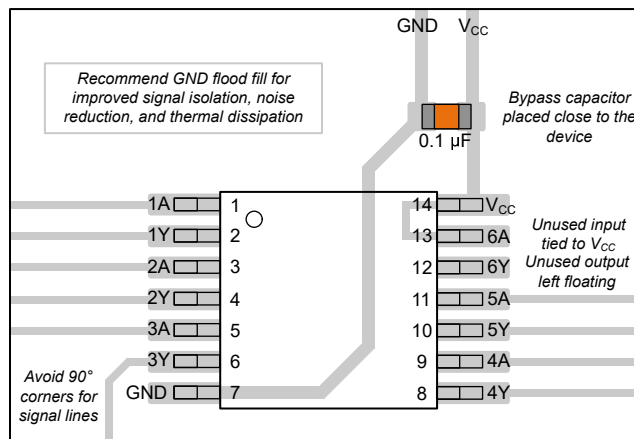 GND V_CC
Recommend GND flood fill for
improved signal isolation, noise
reduction, and thermal dissipation
Bypass capacitor
placed close to the
device
0.1 µF
1A 1 14 V_CC
1Y 2 13 6A
2A 3 12 6Y
2Y 4 11 5A
3A 5 10 5Y
3Y 6 9 4A
GND 7 8 4Y
Unused input
tied to V_CC
Unused output
left floating
Avoid 90°
corners for
signal lines